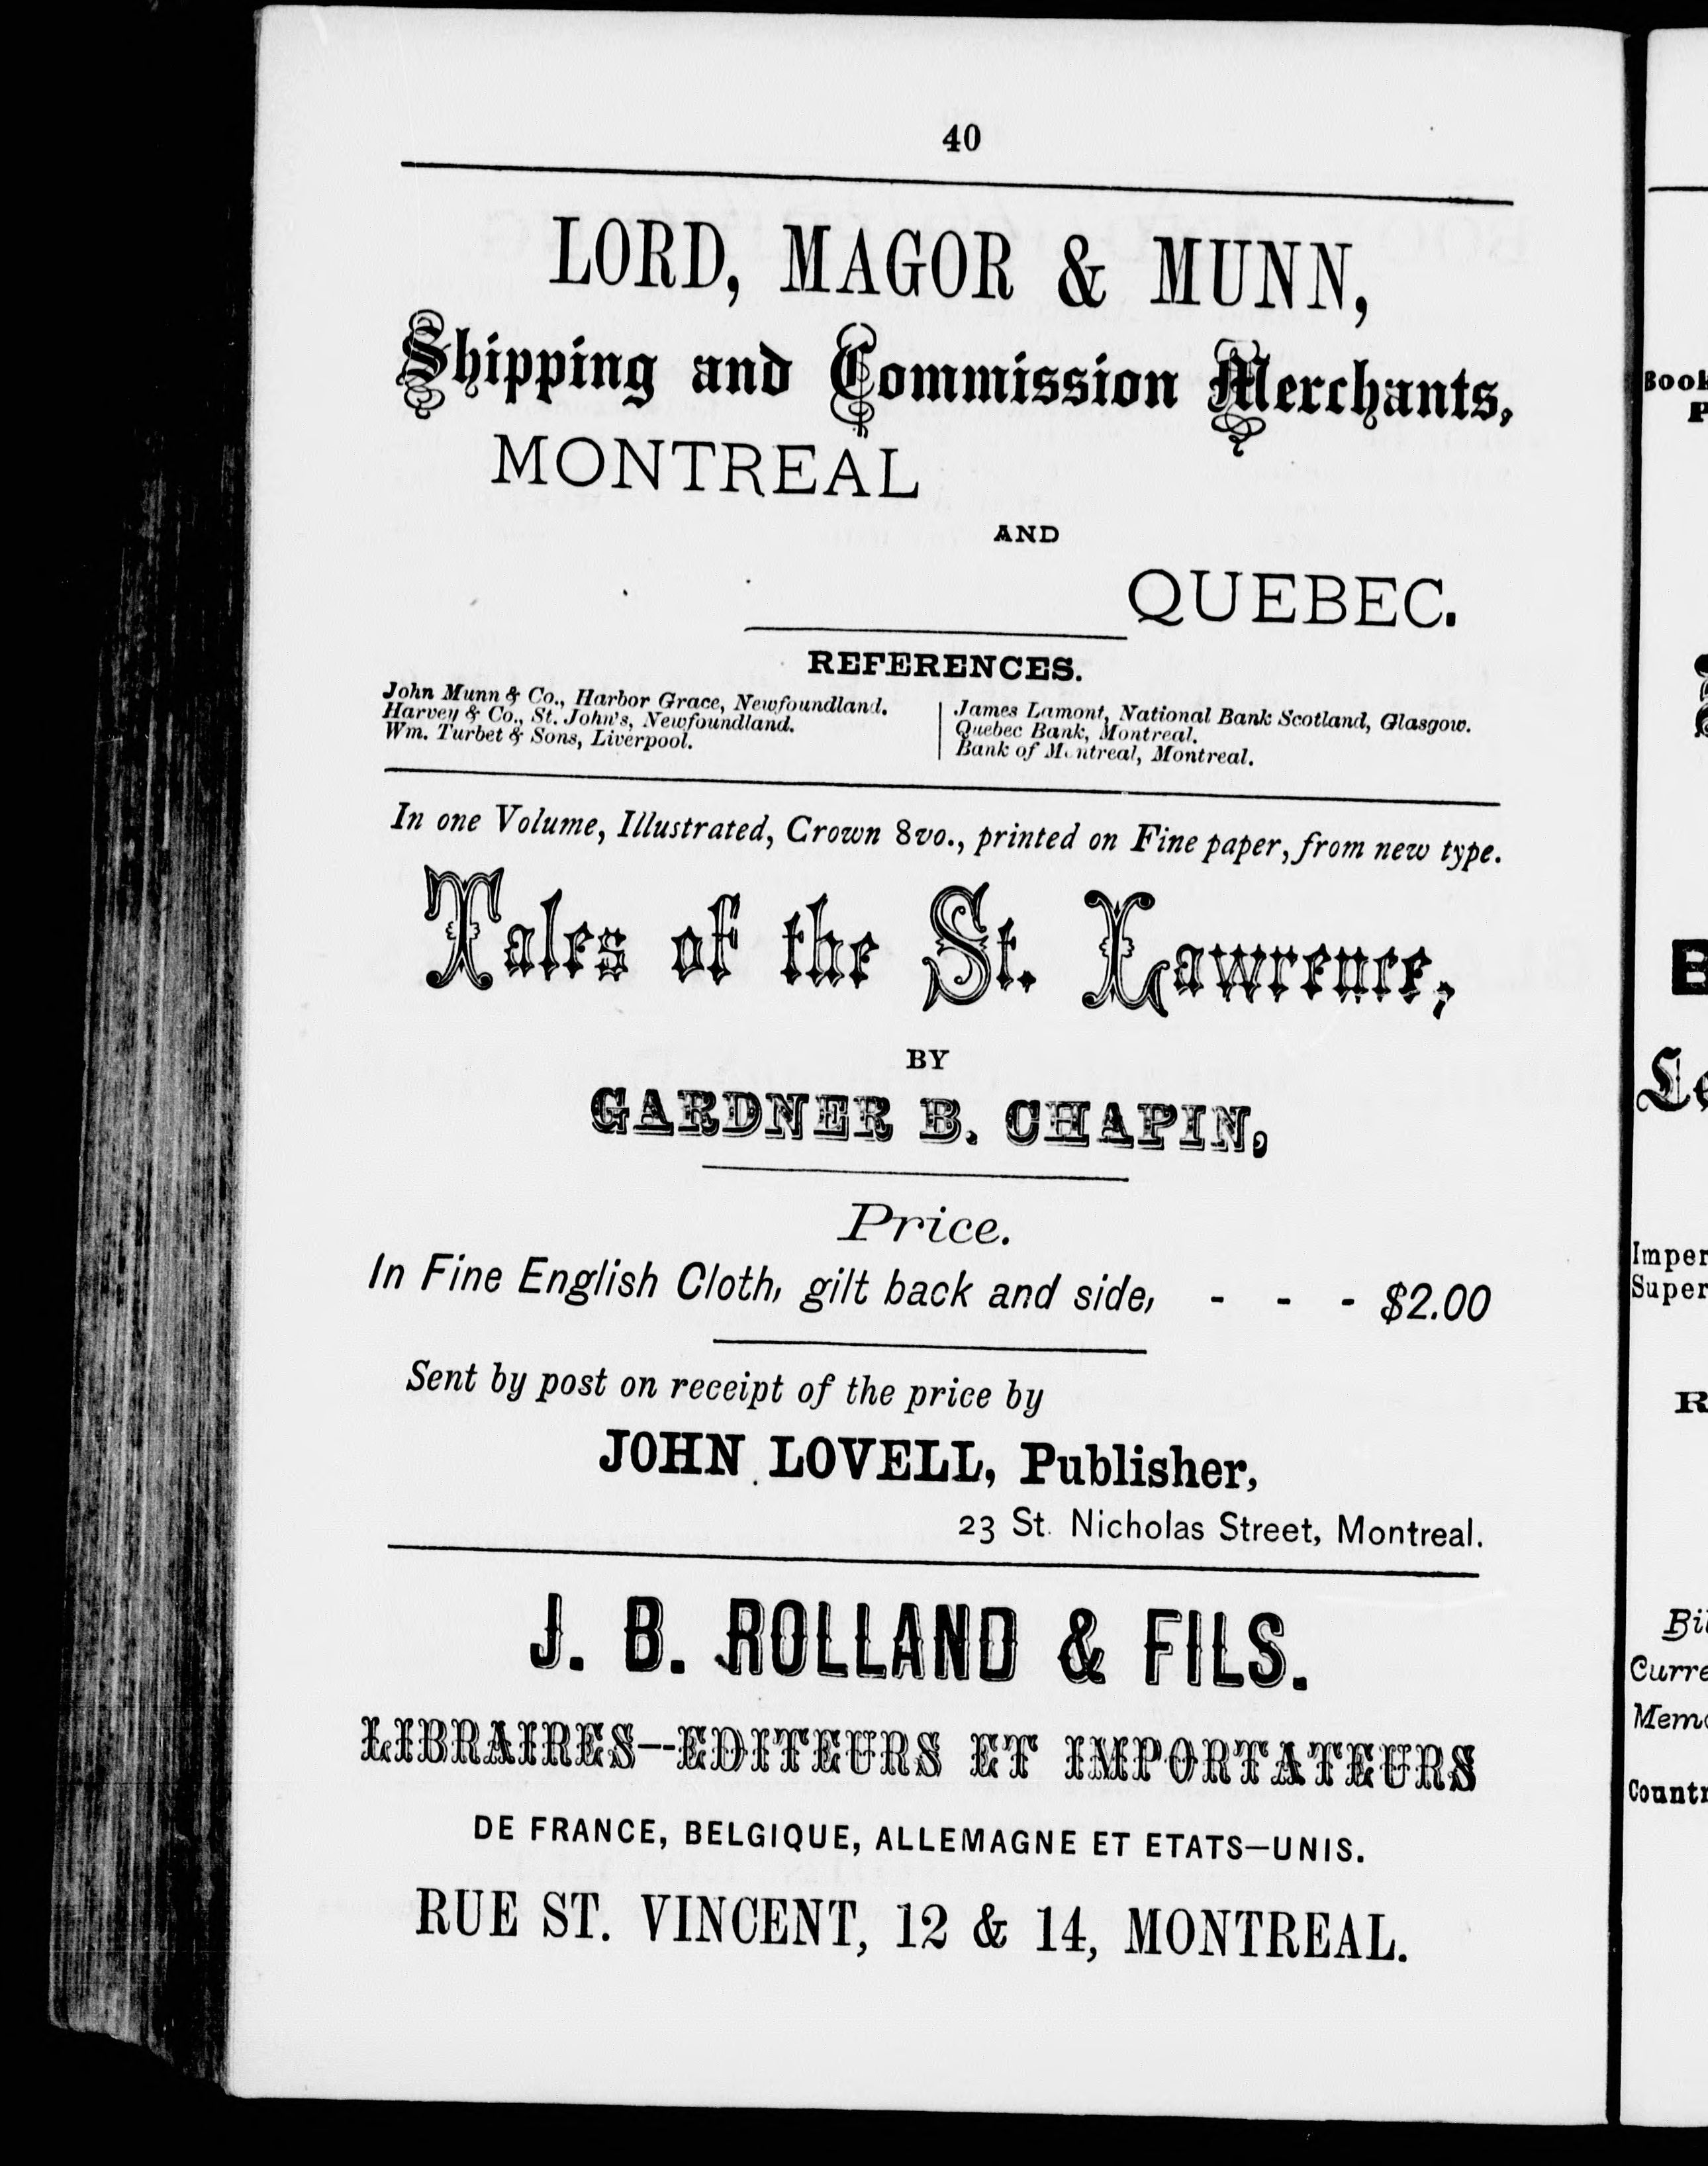 40
LORD, MAGOR & MUNN,
Shipping and Commission Merchants,
MONTREAL
AND
QUEBEC.
REFERENCES.
John Munn & Co., Harbor Grace, Newfoundland.
Harvey & Co., St. John's, Newfoundland.
Wm. Turbet & Sons, Liverpool.
James Lamont, National Bank Scotland, Glasgow.
Quebec Bank, Montreal.
Bank of Montreal, Montreal.
In one Volume, Illustrated, Crown 8vo., printed on Fine paper, from new type.
Tales of the St. Lawrence,
BY
GARDNER B. CHAPIN,
Price.
In Fine English Cloth, gilt back and side, - - - $2.00
Sent by post on receipt of the price by
JOHN LOVELL, Publisher,
23 St. Nicholas Street, Montreal.
J. B. ROLLAND & FILS.
LIBRAIRES--EDITEURS ET IMPORTATEURS
DE FRANCE, BELGIQUE, ALLEMAGNE ET ETATS-UNIS.
RUE ST. VINCENT, 12 & 14, MONTREAL.